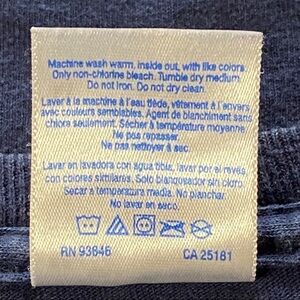 Machine wash warm, inside out, with like colors.
Only non-chlorine bleach. Tumble dry medium.
Do not iron. Do not dry clean.
Laver à la machine à l'eau tiède, vêtement à l'envers
avec couleurs semblables. Agent de blanchiment sans
chlore seulement. Sécher à température moyenne.
Ne pas repasser.
Ne pas nettoyer à sec.
Lavar en lavadora con agua tibia, lavar por el revés,
con colores similares. Solo blanqueador sin cloro.
Secar a temperatura media. No planchar.
No lavar en seco.
RN 93846 CA 25181